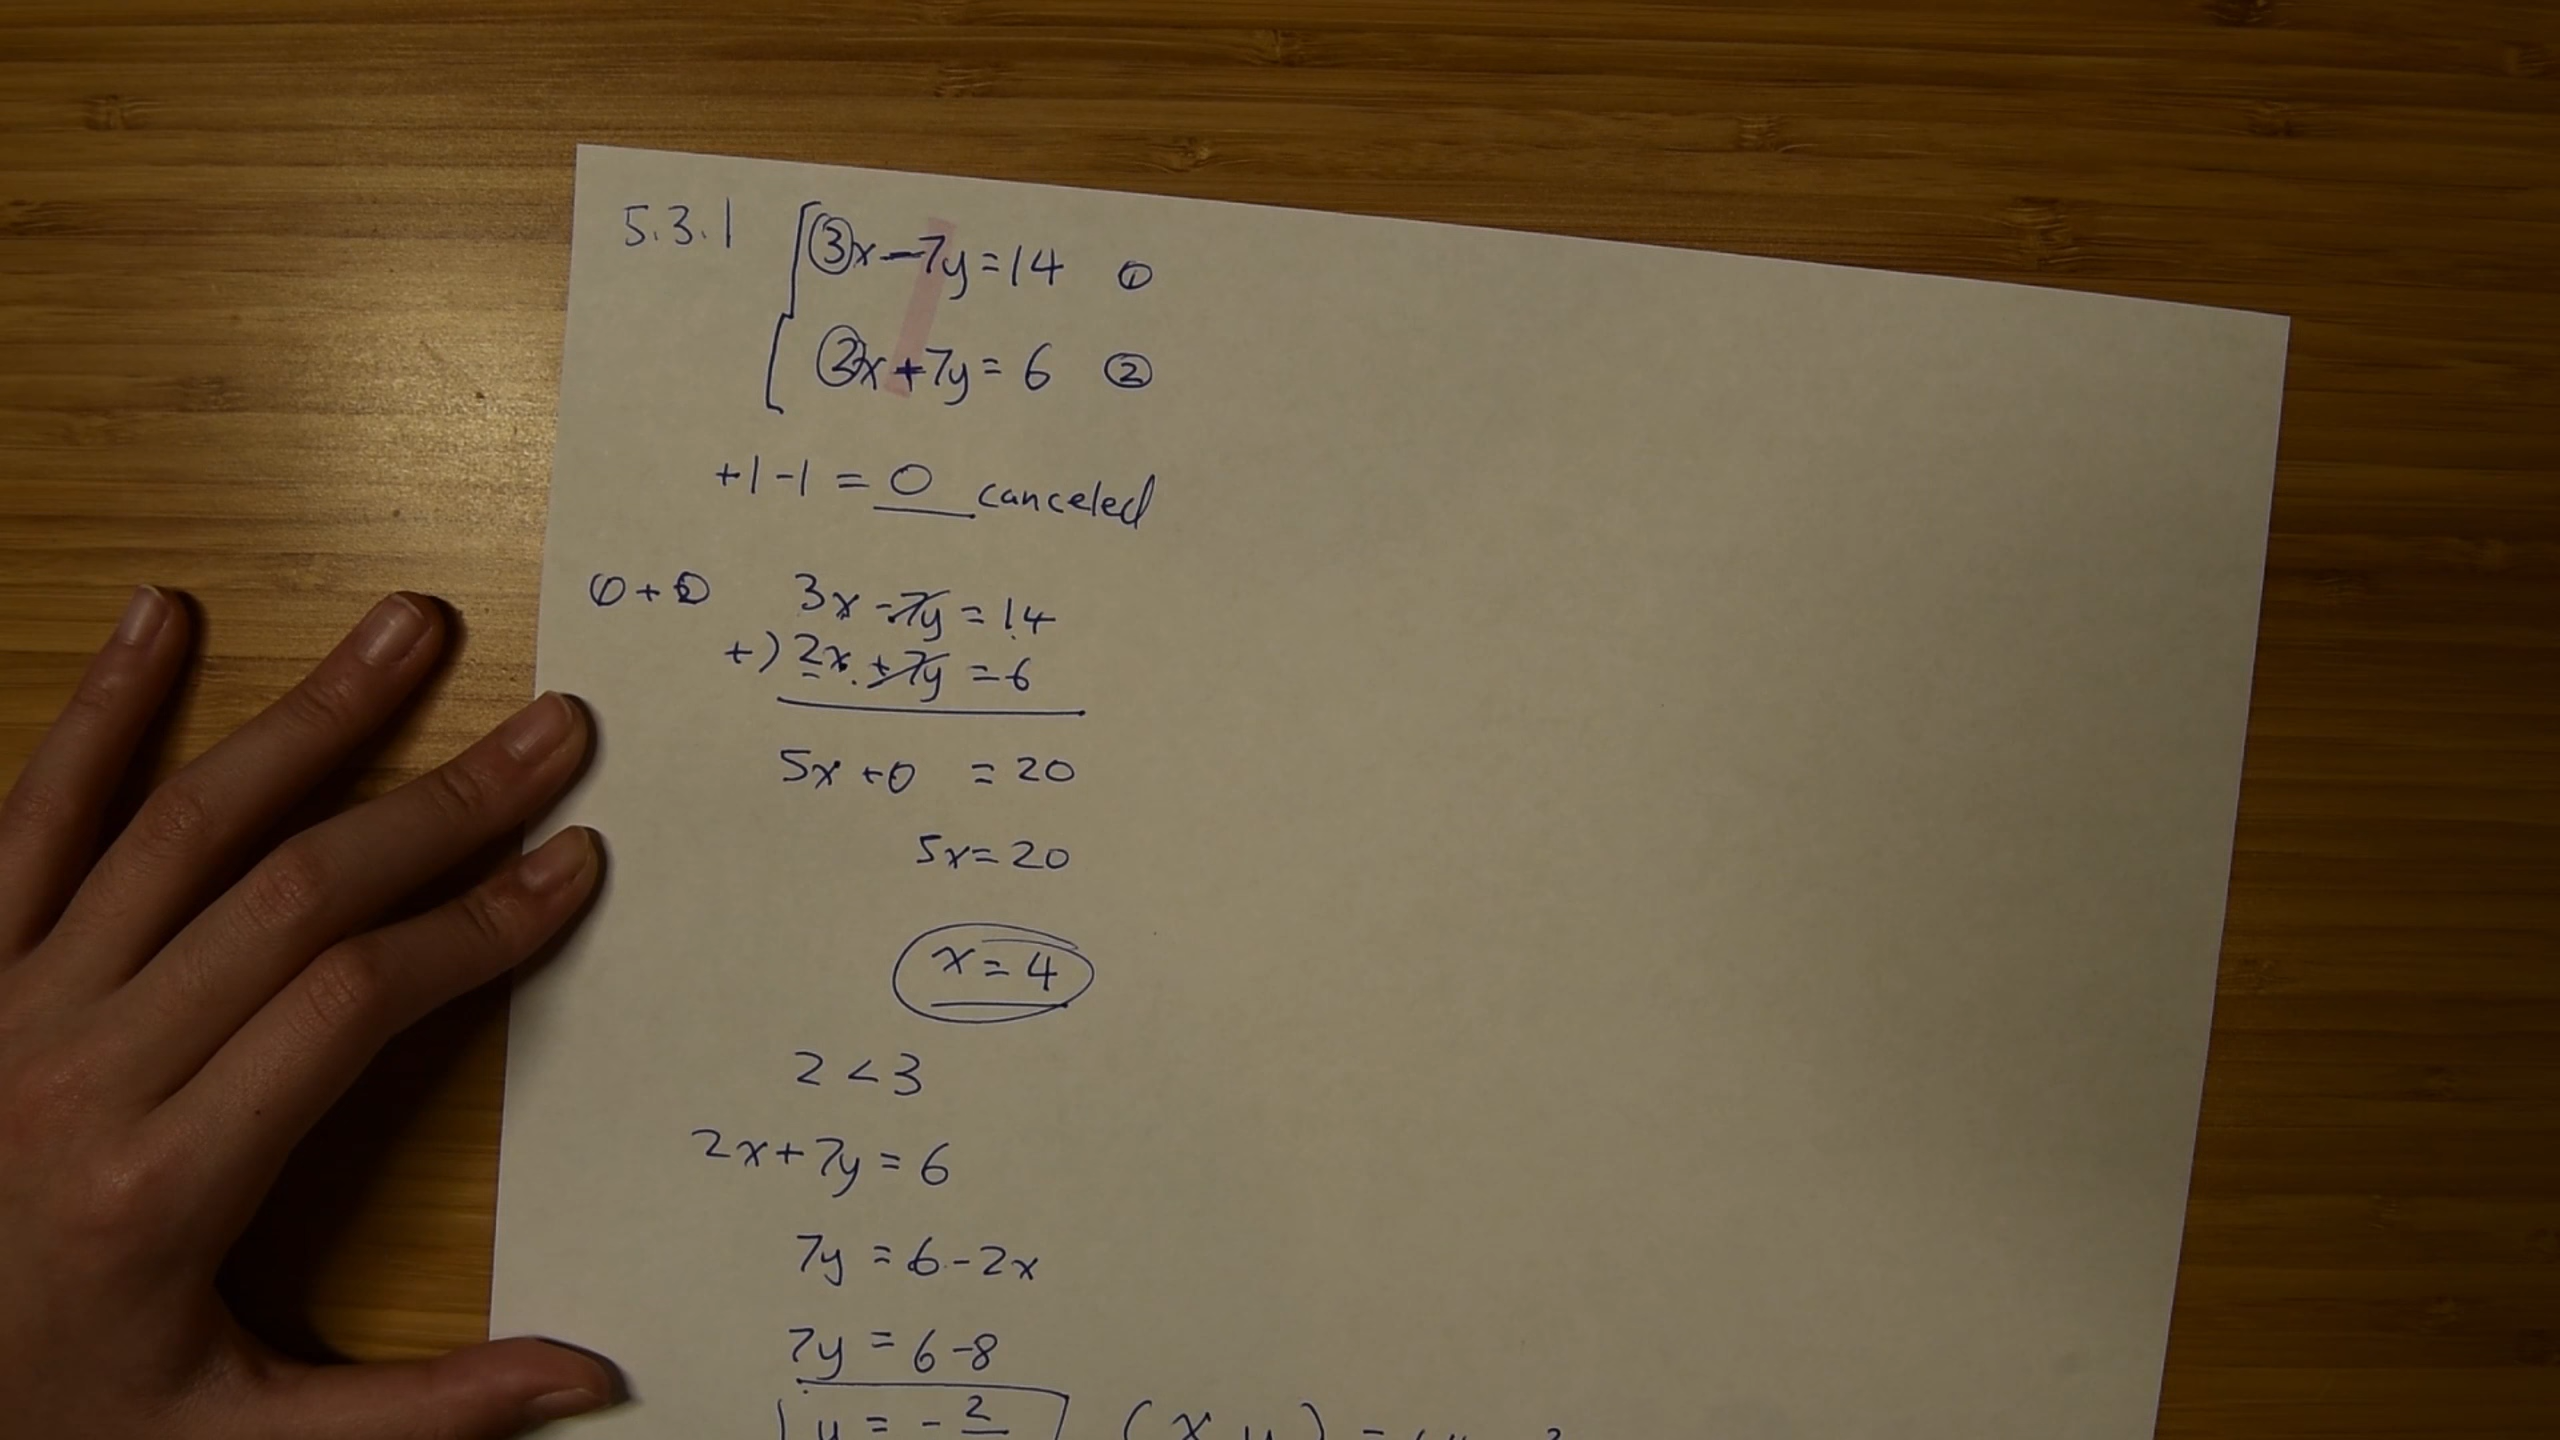 5.3.1 3x-7y=14 ①
2x+7y=6 ②
+1-1=0 canceled
①+② 3x-7y=14
+) 2x+7y=6
5x+0 =20
5x=20
x=4
2<3
2x+7y=6
7y=6-2x
7y=6-8
y=-2 (x y)=